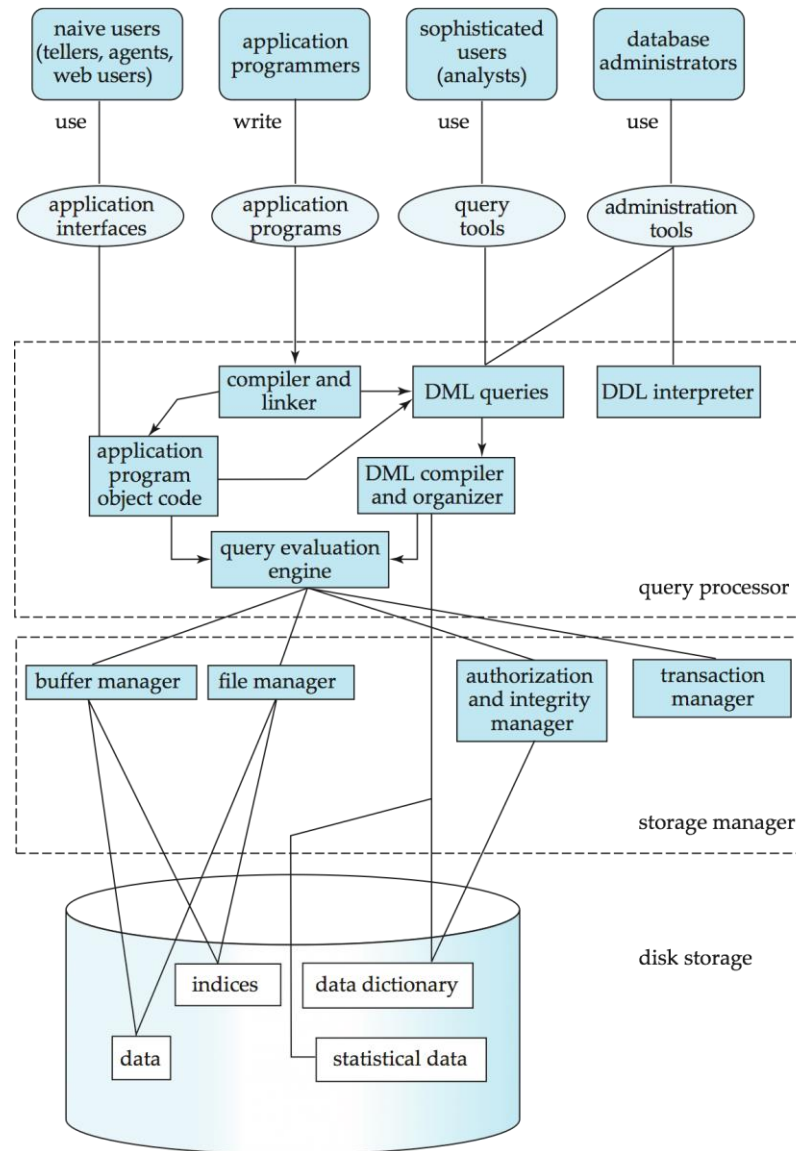 naive users
(tellers, agents,
web users)
application
programmers
sophisticated
users
(analysts)
database
administrators
use
write
use
use
application
interfaces
application
programs
query
tools
administration
tools
compiler and
linker
DML queries
DDL interpreter
application
program
object code
DML compiler
and organizer
query evaluation
engine
query processor
buffer manager
file manager
authorization
and integrity
manager
transaction
manager
storage manager
disk storage
indices
data dictionary
data
statistical data